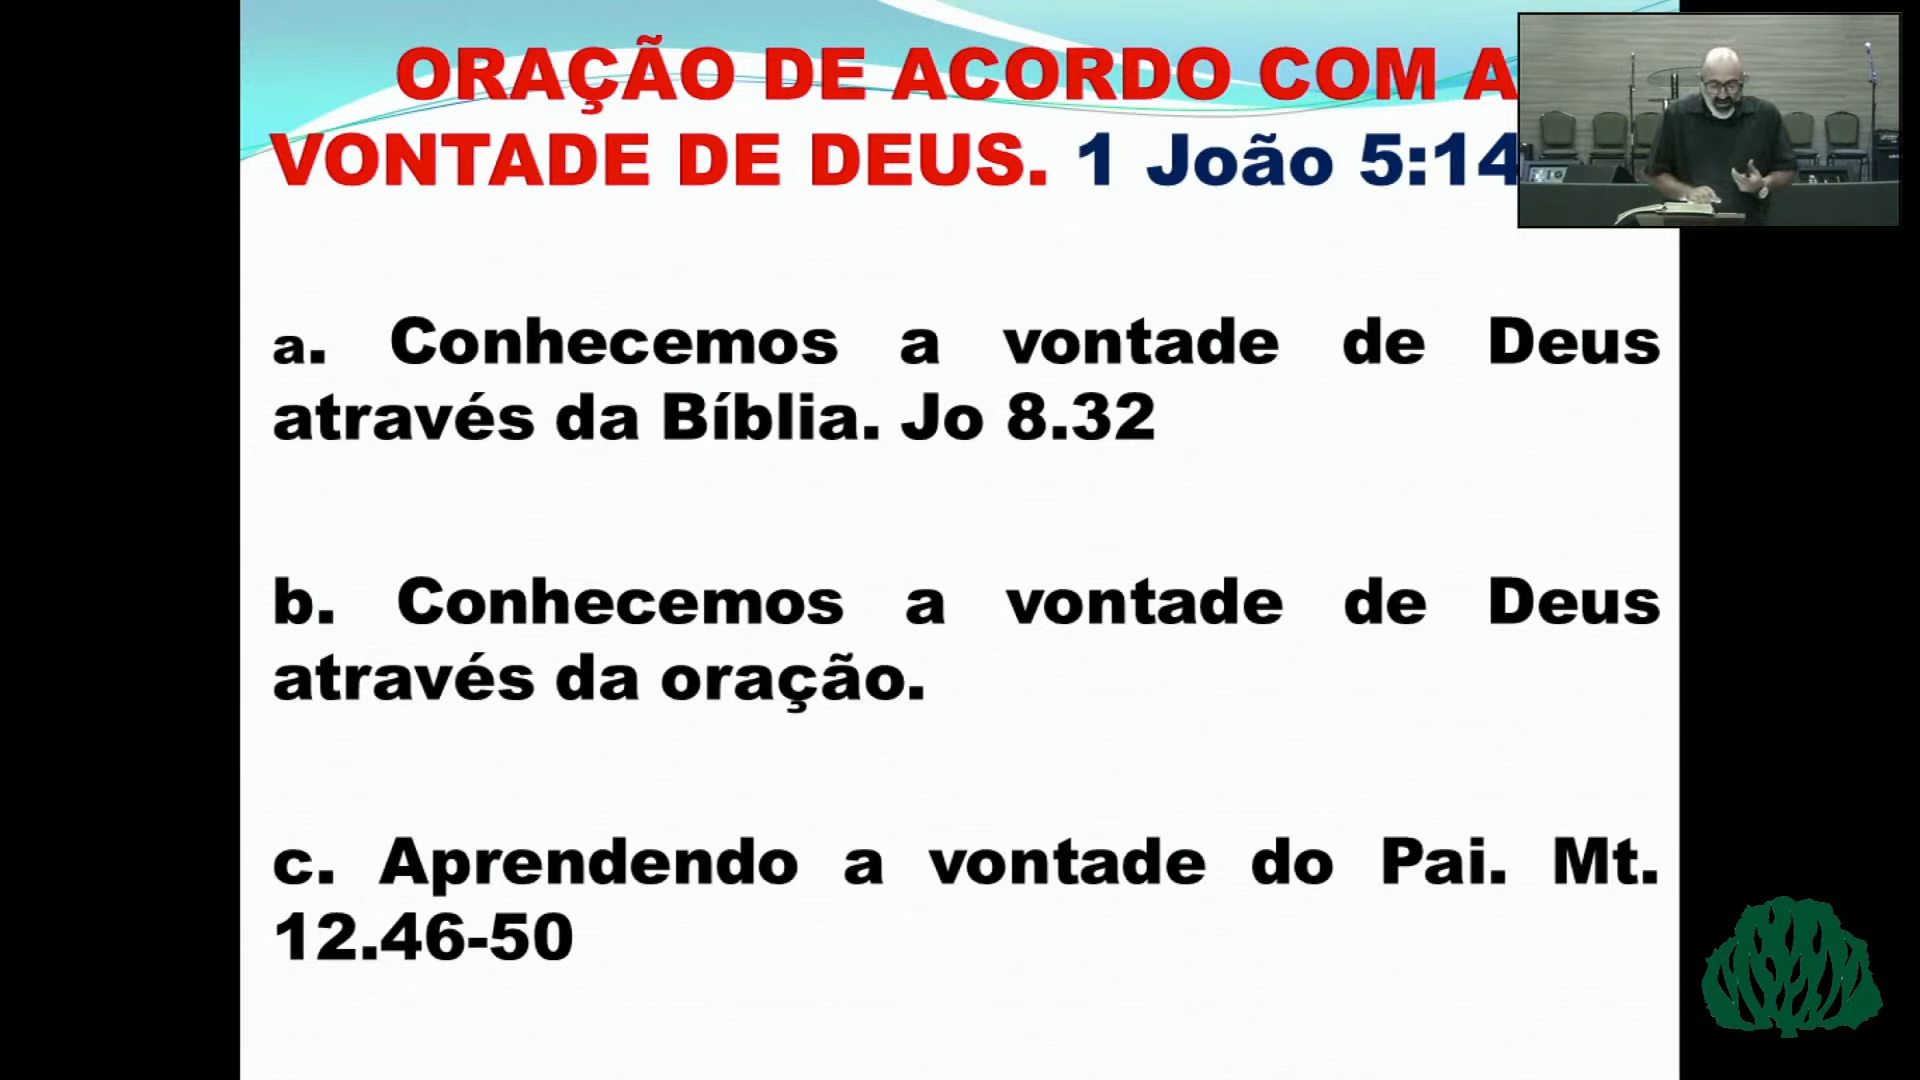 ORAÇÃO DE ACORDO COM A
VONTADE DE DEUS. 1 João 5:14
a. Conhecemos a vontade de Deus
através da Bíblia. Jo 8.32
b. Conhecemos a vontade de Deus
através da oração.
c. Aprendendo a vontade do Pai. Mt.
12.46-50